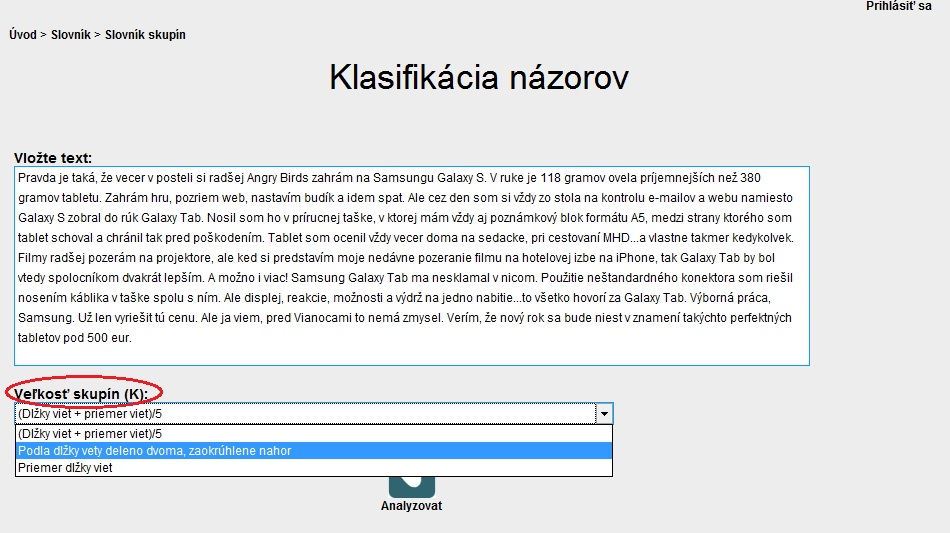 Prihlásiť sa
Úvod > Slovník > Slovník skupín
Klasifikácia názorov
Vložte text:
Pravda je taká, že vecer v posteli si radšej Angry Birds zahrám na Samsungu Galaxy S. V ruke je 118 gramov ovela príjemnejších než 380
gramov tabletu. Zahrám hru, pozriem web, nastavím budík a idem spat. Ale cez den som si vždy zo stola na kontrolu e-mailov a webu namiesto
Galaxy S zobral do rúk Galaxy Tab. Nosil som ho v prírucnej taške, v ktorej mám vždy aj poznámkový blok formátu A5, medzi strany ktorého som
tablet schoval a chránil tak pred poškodením. Tablet som ocenil vždy vecer doma na sedacke, pri cestovaní MHD...a vlastne takmer kedykolvek.
Filmy radšej pozerám na projektore, ale ked si predstavím moje nedávne pozeranie filmu na hotelovej izbe na iPhone, tak Galaxy Tab by bol
vtedy spolocníkom dvakrát lepším. A možno i viac! Samsung Galaxy Tab ma nesklamal v nicom. Použitie neštandardného konektora som riešil
nosením káblika v taške spolu s ním. Ale displej, reakcie, možnosti a výdrž na jedno nabitie...to všetko hovorí za Galaxy Tab. Výborná práca,
Samsung. Už len vyriešit tú cenu. Ale ja viem, pred Vianocami to nemá zmysel. Verím, že nový rok sa bude niest v znamení takýchto perfektných
tabletov pod 500 eur.
Veľkosť skupín (K):
(Dlžky viet + priemer viet)/5
(Dlžky viet + priemer viet)/5
Podla dlžky vety deleno dvoma, zaokrúhlene nahor
Priemer dlžky viet
Analyzovat